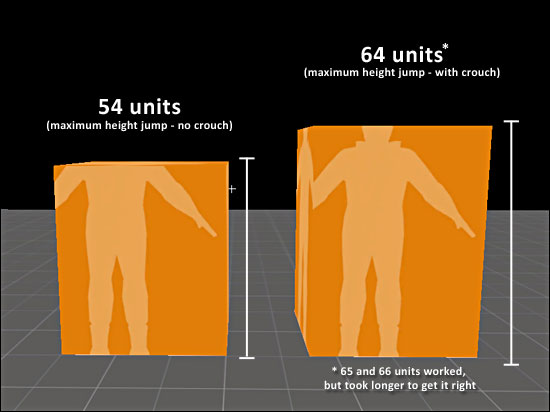 54 units
(maximum height jump - no crouch)
64 units*
(maximum height jump - with crouch)
* 65 and 66 units worked,
but took longer to get it right